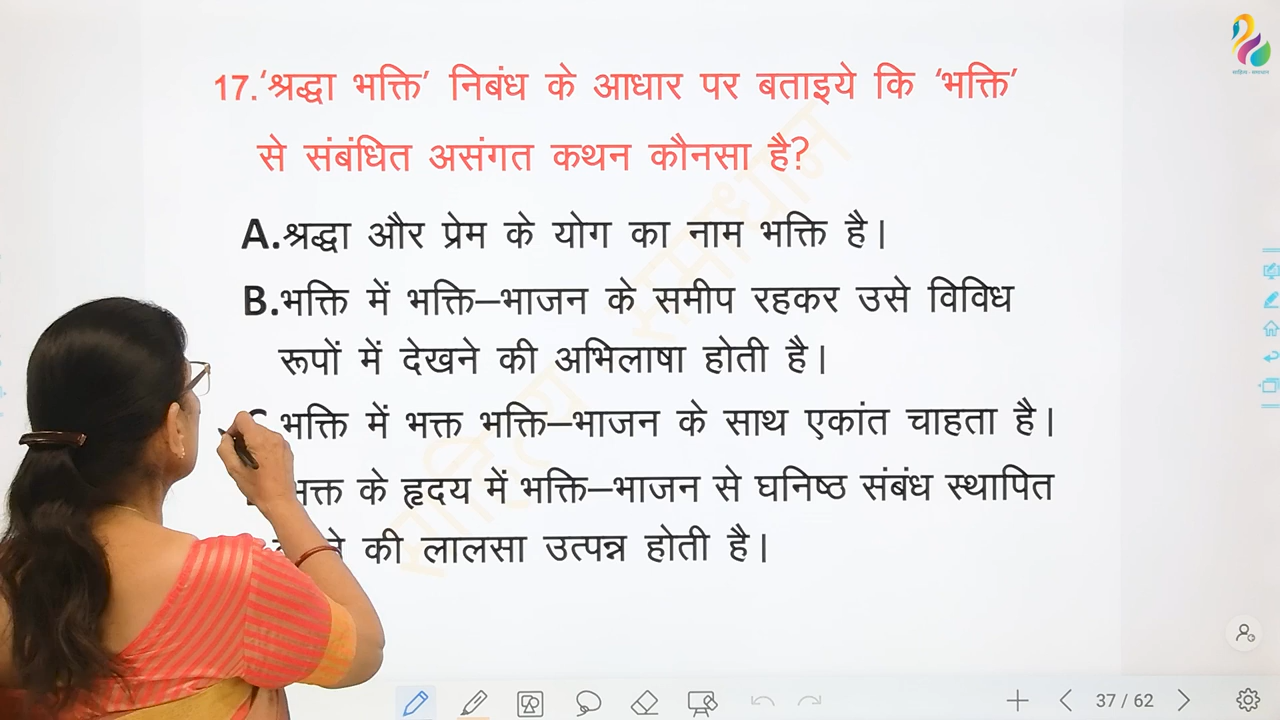 17.‘श्रद्धा भक्ति’ निबंध के आधार पर बताइये कि ‘भक्ति’
से संबंधित असंगत कथन कौनसा है?
A.श्रद्धा और प्रेम के योग का नाम भक्ति है।
B.भक्ति में भक्ति–भाजन के समीप रहकर उसे विविध
रूपों में देखने की अभिलाषा होती है।
भक्ति में भक्त भक्ति–भाजन के साथ एकांत चाहता है।
के हृदय में भक्ति–भाजन से घनिष्ठ संबंध स्थापित
की लालसा उत्पन्न होती है।
साहित्य समाधान
37 / 62